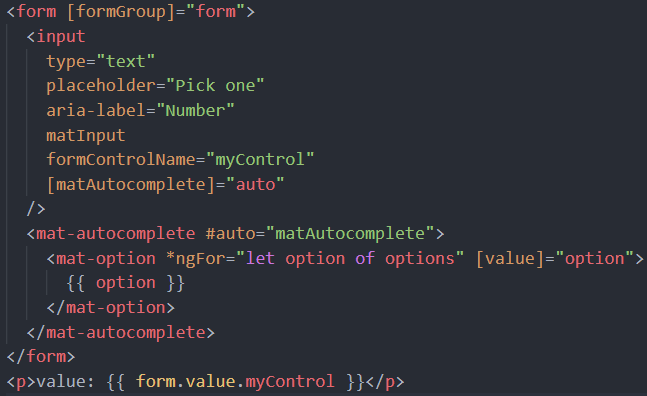 <form [formGroup]="form">
<input
type="text"
placeholder="Pick one"
aria-label="Number"
matInput
formControlName="myControl"
[matAutocomplete]="auto"
/>
<mat-autocomplete #auto="matAutocomplete">
<mat-option *ngFor="let option of options" [value]="option">
{{ option }}
</mat-option>
</mat-autocomplete>
</form>
<p>value: {{ form.value.myControl }}</p>